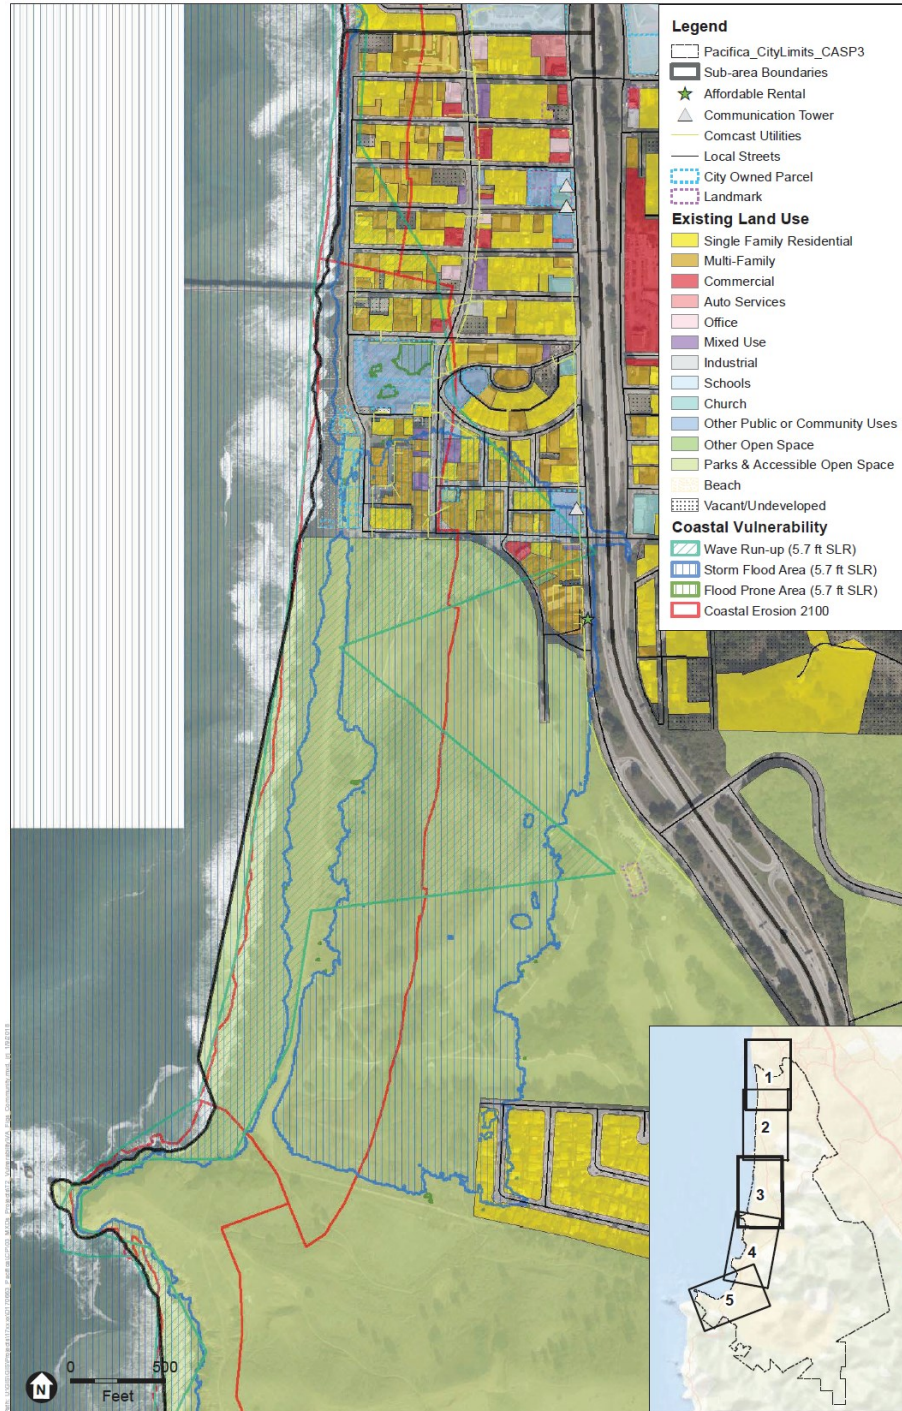 Legend
Pacifica_CityLimits_CASP3
Sub-area Boundaries
Affordable Rental
Communication Tower
Comcast Utilities
Local Streets
City Owned Parcel
Landmark
Existing Land Use
Single Family Residential
Multi-Family
Commercial
Auto Services
Office
Mixed Use
Industrial
Schools
Church
Other Public or Community Uses
Other Open Space
Parks & Accessible Open Space
Beach
Vacant/Undeveloped
Coastal Vulnerability
Wave Run-up (5.7 ft SLR)
Storm Flood Area (5.7 ft SLR)
Flood Prone Area (5.7 ft SLR)
Coastal Erosion 2100
1
2
3
4
5
N
0 500
Feet